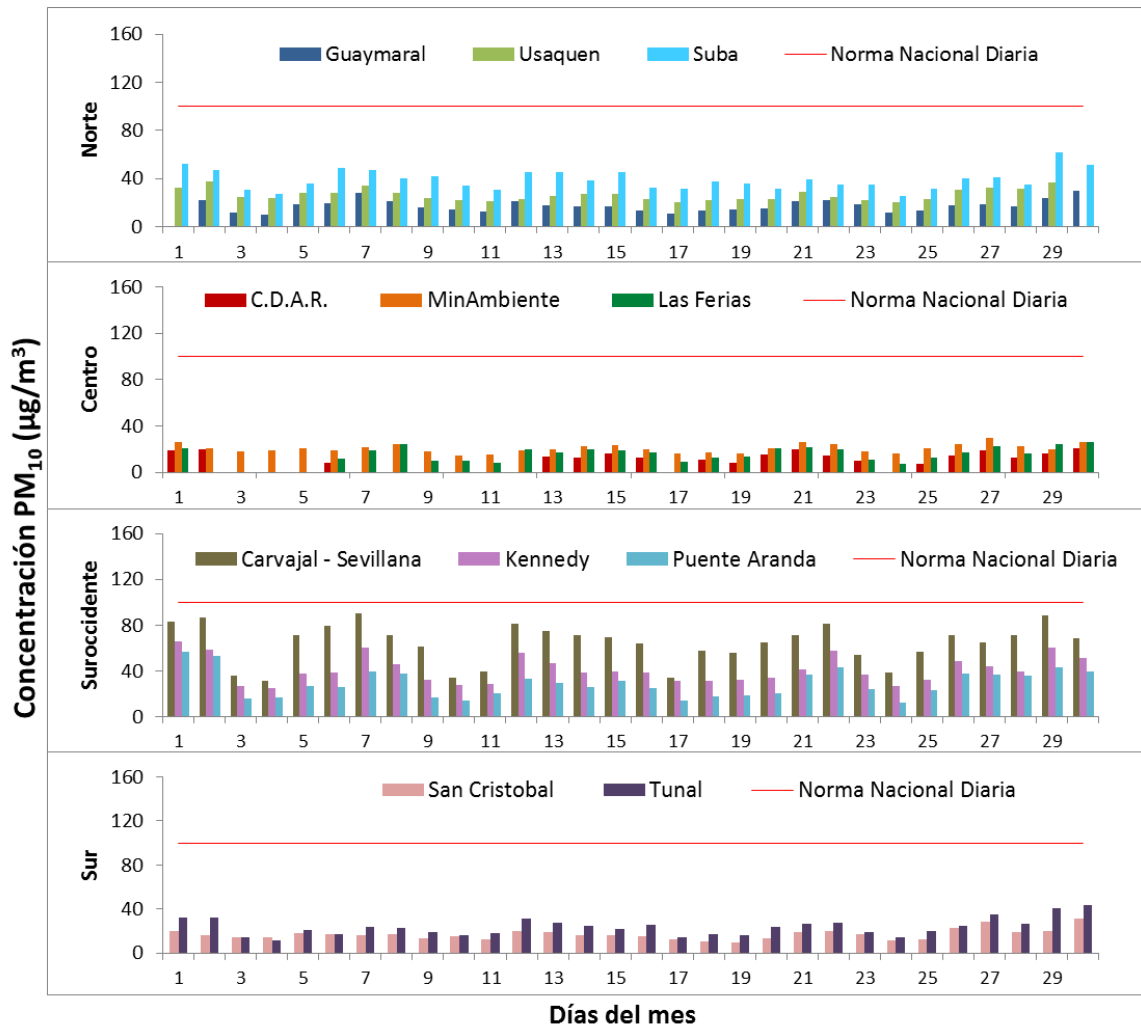 Concentración PM10 (µg/m³)
Norte
160
120
80
40
0
Guaymaral Usaquen Suba Norma Nacional Diaria
1 3 5 7 9 11 13 15 17 19 21 23 25 27 29
Centro
160
120
80
40
0
C.D.A.R. MinAmbiente Las Ferias Norma Nacional Diaria
1 3 5 7 9 11 13 15 17 19 21 23 25 27 29
Suroccidente
160
120
80
40
0
Carvajal - Sevillana Kennedy Puente Aranda Norma Nacional Diaria
1 3 5 7 9 11 13 15 17 19 21 23 25 27 29
Sur
160
120
80
40
0
San Cristobal Tunal Norma Nacional Diaria
1 3 5 7 9 11 13 15 17 19 21 23 25 27 29
Días del mes